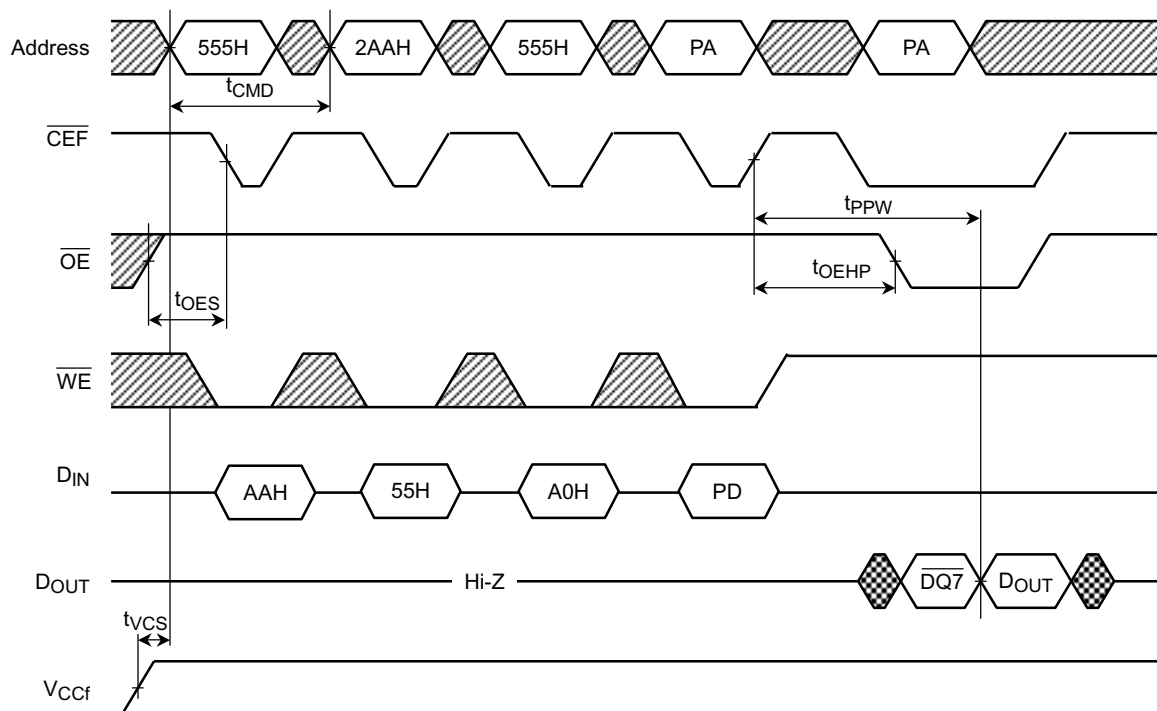 Address 555H 2AAH 555H PA PA
tCMD
CEF
tPPW
OE
tOEHP
tOES
WE
DIN AAH 55H A0H PD
DOUT Hi-Z DQ7 DOUT
tVCS
VCCf